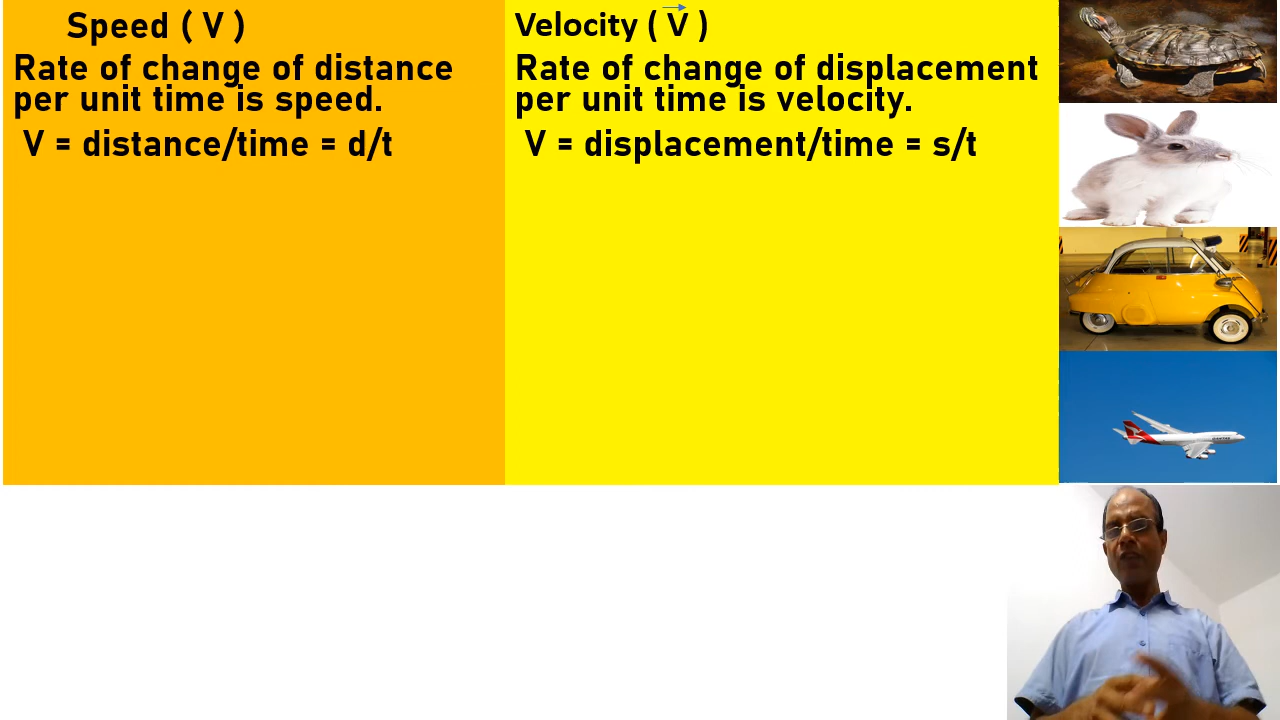 Speed ( V )
Rate of change of distance
per unit time is speed.
V = distance/time = d/t
Velocity ( V⃗ )
Rate of change of displacement
per unit time is velocity.
V = displacement/time = s/t